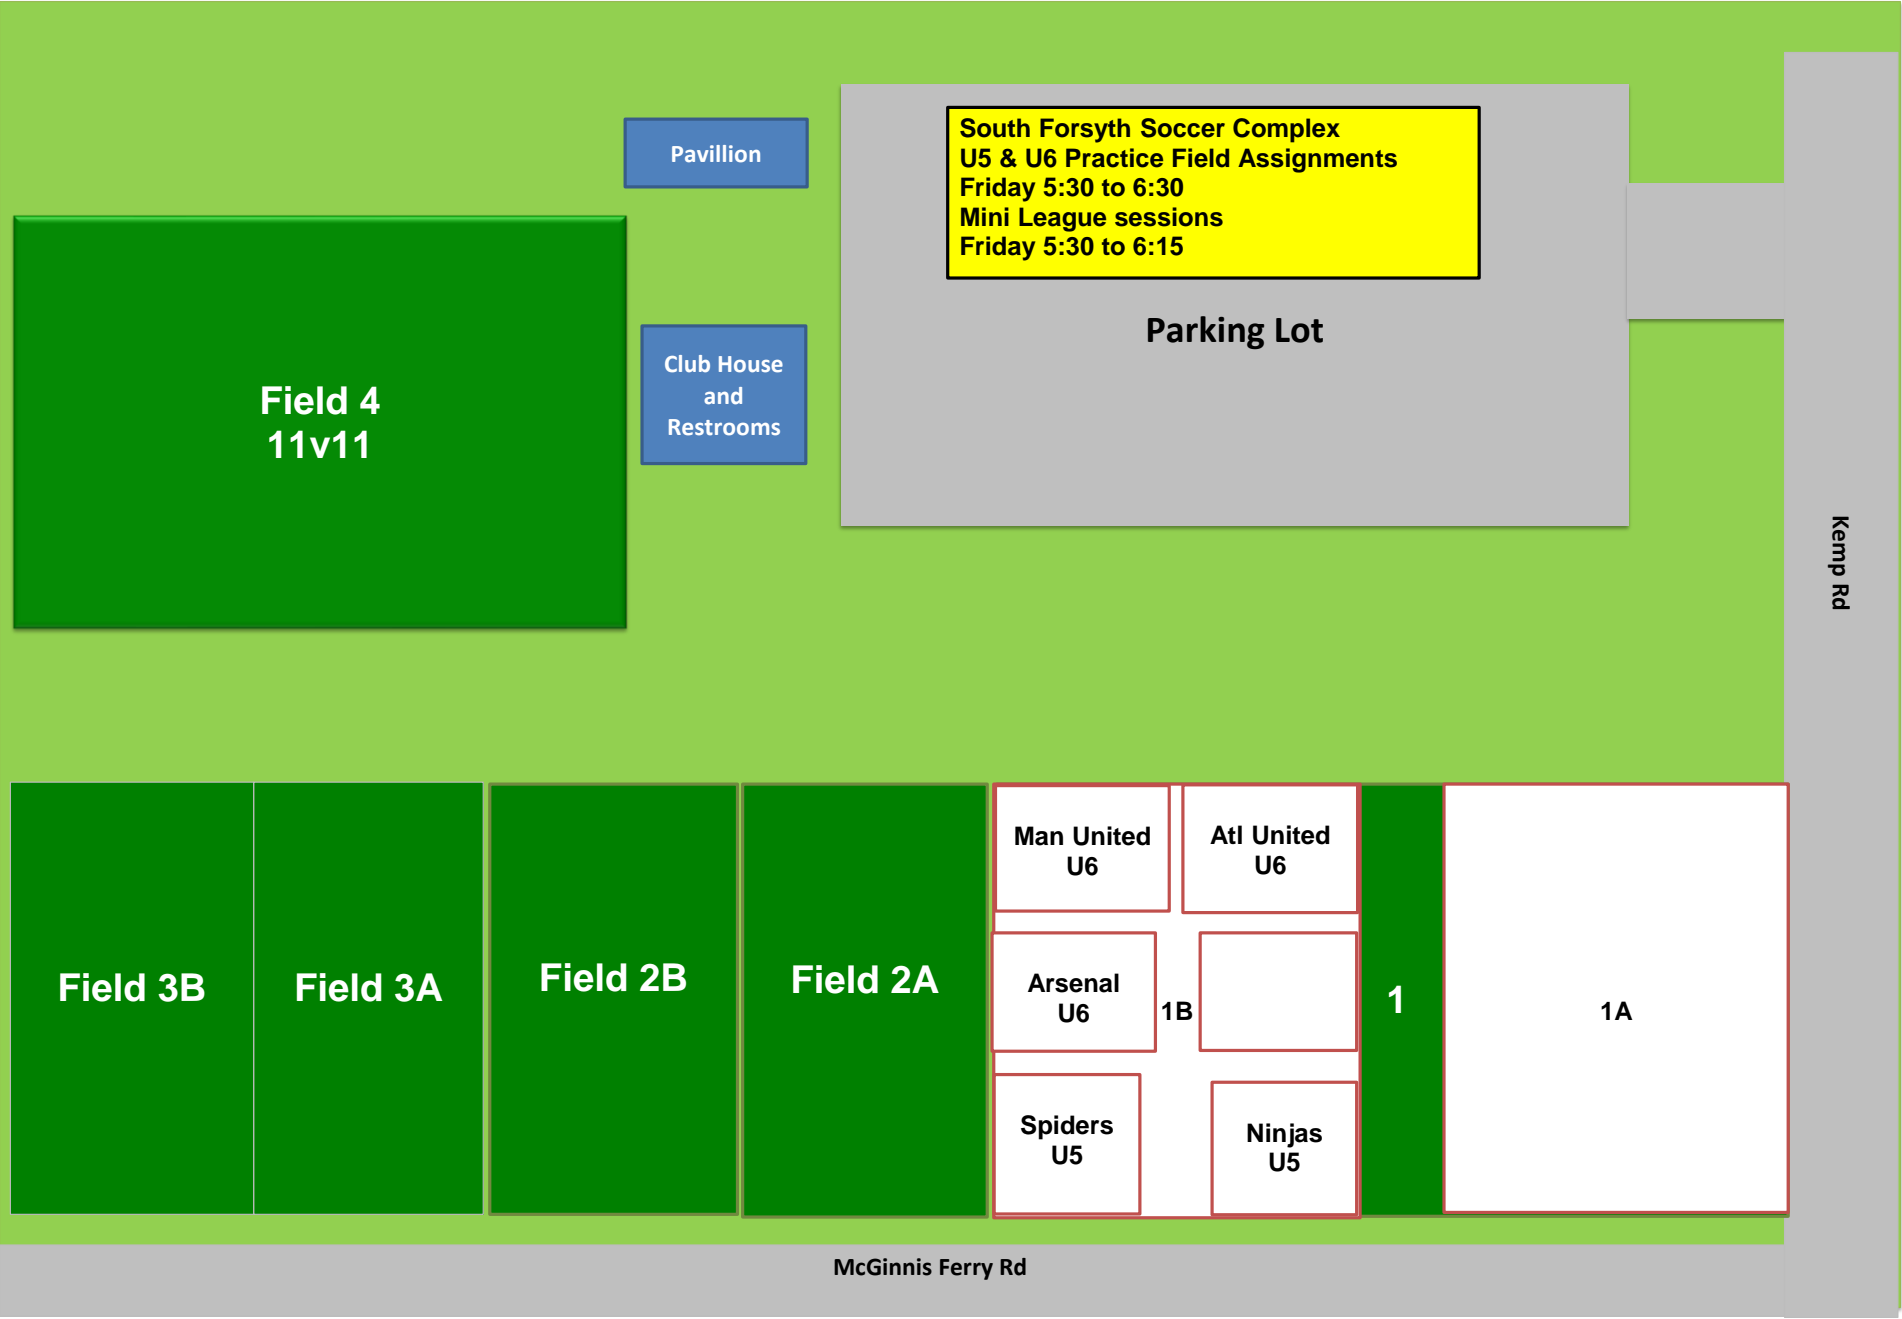 South Forsyth Soccer Complex
U5 & U6 Practice Field Assignments
Friday 5:30 to 6:30
Mini League sessions
Friday 5:30 to 6:15
Pavillion
Parking Lot
Club House
and
Restrooms
Field 4
11v11
Kemp Rd
Man United
U6
Atl United
U6
Field 3B
Field 3A
Field 2B
Field 2A
Arsenal
U6
1B
1
1A
Spiders
U5
Ninjas
U5
McGinnis Ferry Rd